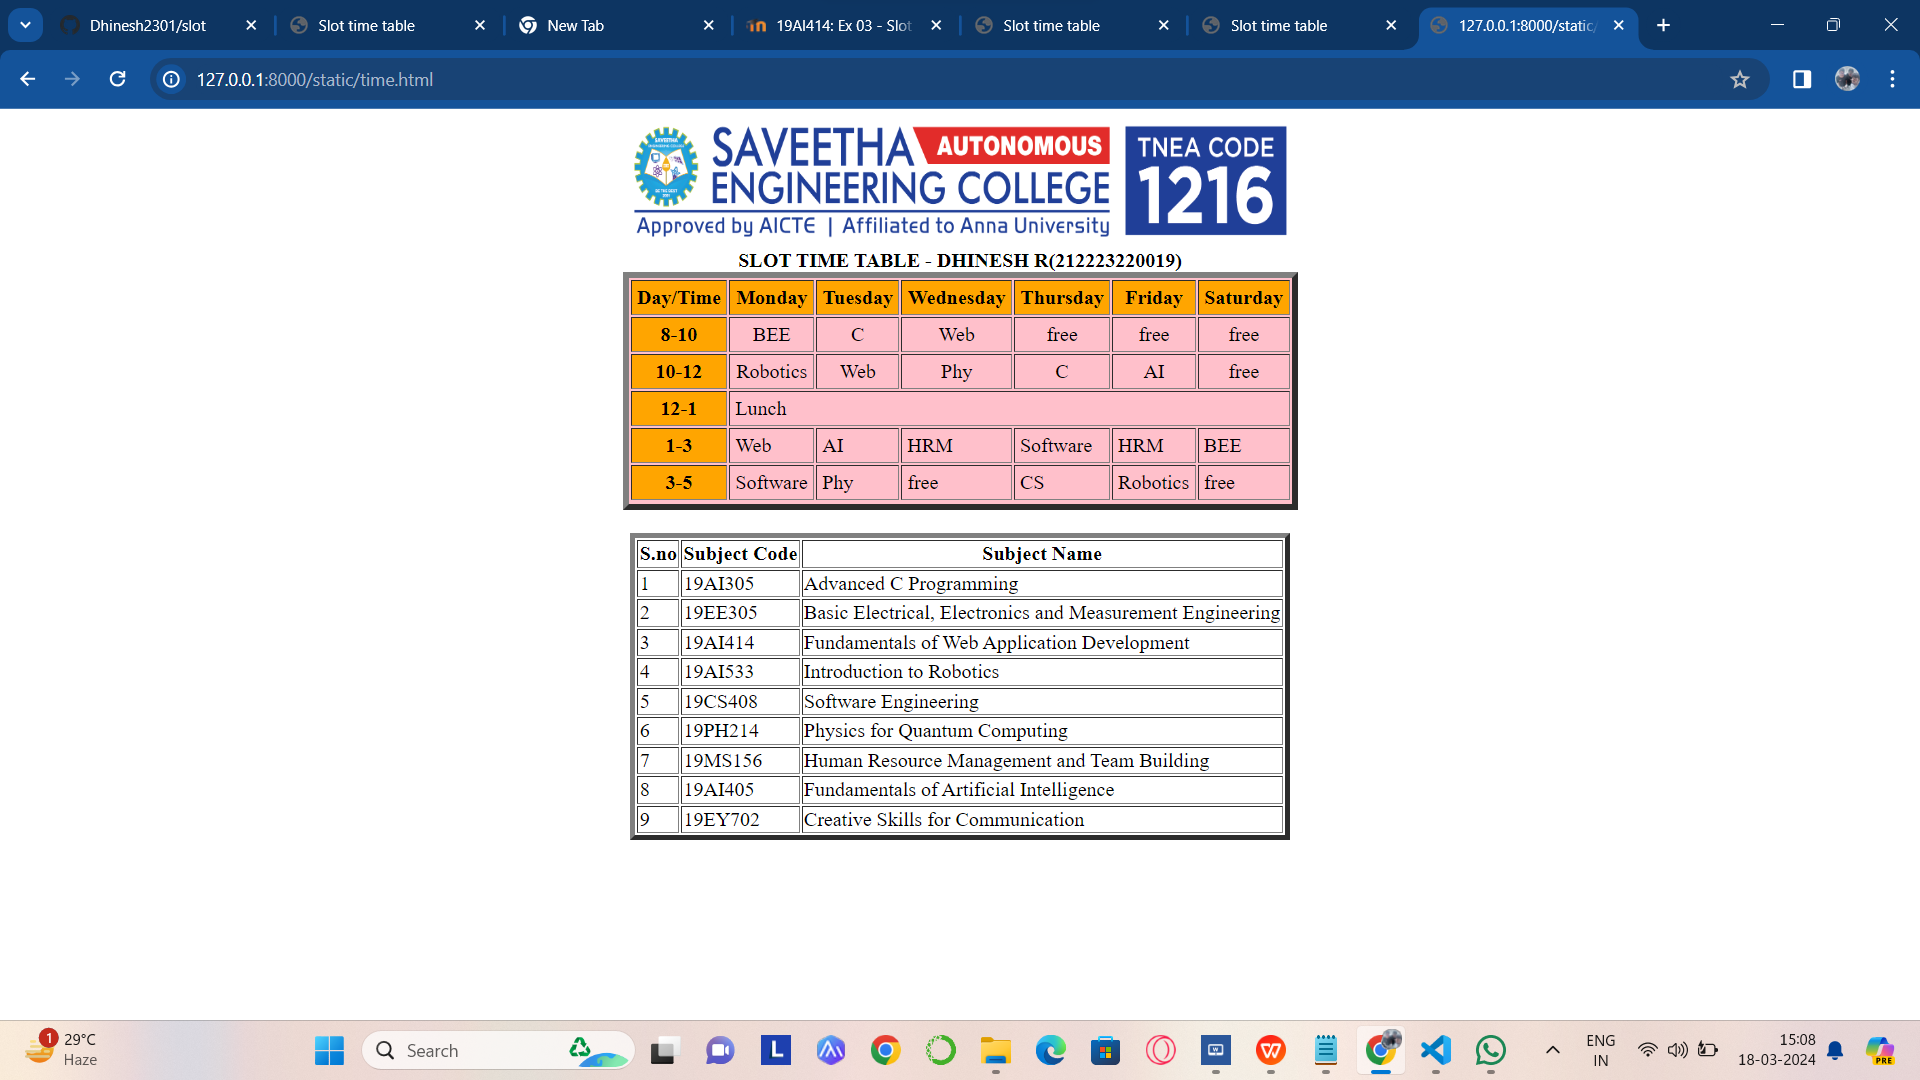 Dhinesh2301/slot
Slot time table
New Tab
19AI414: Ex 03 - Slot
Slot time table
Slot time table
127.0.0.1:8000/static/
127.0.0.1:8000/static/time.html
SAVEETHA AUTONOMOUS
ENGINEERING COLLEGE
Approved by AICTE | Affiliated to Anna University
TNEA CODE
1216
SLOT TIME TABLE - DHINESH R(212223220019)
Day/Time Monday Tuesday Wednesday Thursday Friday Saturday
8-10 BEE C Web free free free
10-12 Robotics Web Phy C AI free
12-1 Lunch
1-3 Web AI HRM Software HRM BEE
3-5 Software Phy free CS Robotics free
S.no Subject Code Subject Name
1 19AI305 Advanced C Programming
2 19EE305 Basic Electrical, Electronics and Measurement Engineering
3 19AI414 Fundamentals of Web Application Development
4 19AI533 Introduction to Robotics
5 19CS408 Software Engineering
6 19PH214 Physics for Quantum Computing
7 19MS156 Human Resource Management and Team Building
8 19AI405 Fundamentals of Artificial Intelligence
9 19EY702 Creative Skills for Communication
1
29°C
Haze
Search
L
ENG
IN
15:08
18-03-2024
PRE